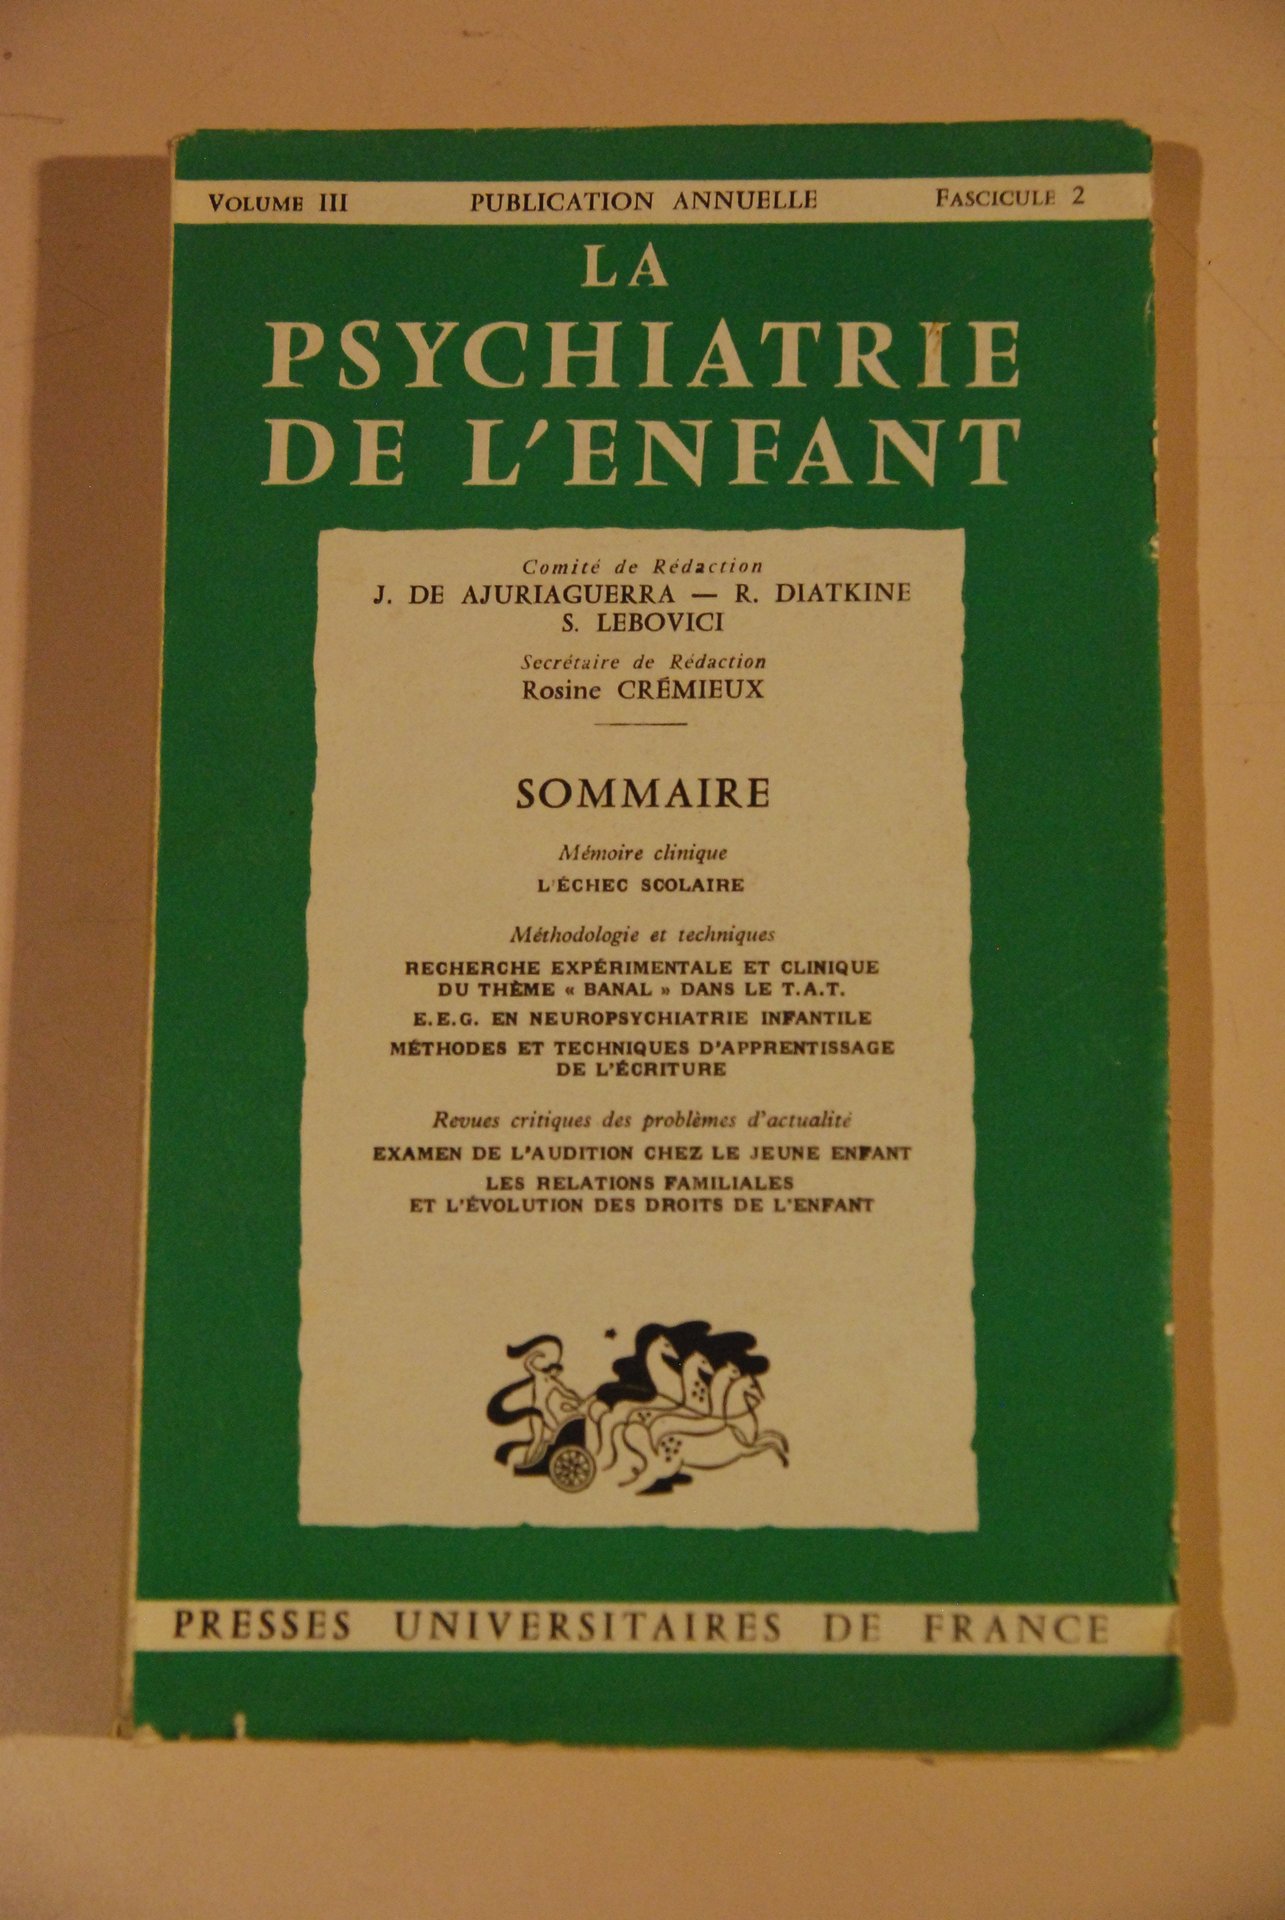 VOLUME III PUBLICATION ANNUELLE FASCICULE 2
LA
PSYCHIATRIE
DE L'ENFANT
Comité de Rédaction
J. DE AJURIAGUERRA — R. DIATKINE
S. LEBOVICI
Secrétaire de Rédaction
Rosine CRÉMIEUX
SOMMAIRE
Mémoire clinique
L'ÉCHEC SCOLAIRE
Méthodologie et techniques
RECHERCHE EXPÉRIMENTALE ET CLINIQUE
DU THÈME « BANAL » DANS LE T.A.T.
E.E.G. EN NEUROPSYCHIATRIE INFANTILE
MÉTHODES ET TECHNIQUES D'APPRENTISSAGE
DE L'ÉCRITURE
Revues critiques des problèmes d'actualité
EXAMEN DE L'AUDITION CHEZ LE JEUNE ENFANT
LES RELATIONS FAMILIALES
ET L'ÉVOLUTION DES DROITS DE L'ENFANT
PRESSES UNIVERSITAIRES DE FRANCE